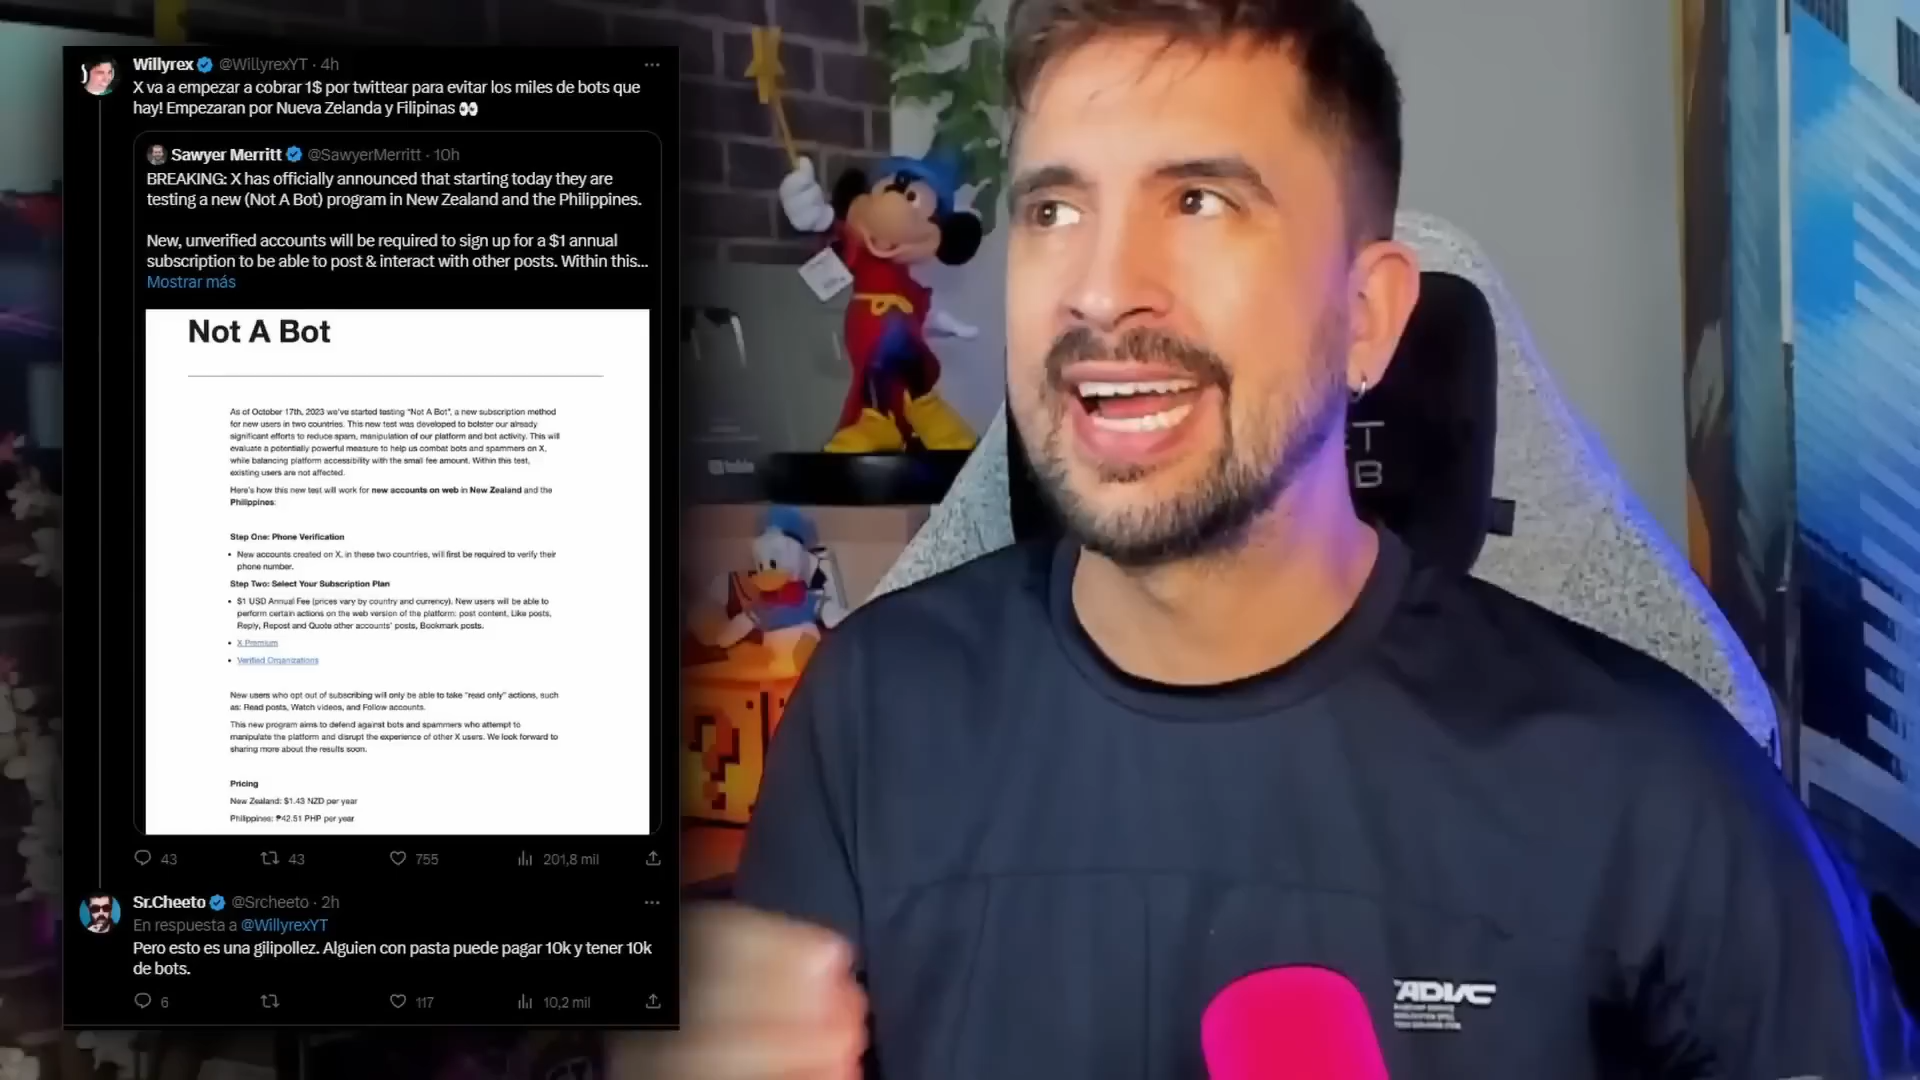 Willyrex @WillyrexYT · 4h
X va a empezar a cobrar 1$ por twittear para evitar los miles de bots que
hay! Empezaran por Nueva Zelanda y Filipinas 👀
Sawyer Merritt @SawyerMerritt · 10h
BREAKING: X has officially announced that starting today they are
testing a new (Not A Bot) program in New Zealand and the Philippines.
New, unverified accounts will be required to sign up for a $1 annual
subscription to be able to post & interact with other posts. Within this...
Mostrar más
Not A Bot
As of October 17th, 2023 we've started testing "Not A Bot", a new subscription method
for new users in two countries. This new test was developed to bolster our already
significant efforts to reduce spam, manipulation of our platform and bot activity. This will
evaluate a potentially powerful measure to help us combat bots and spammers on X,
while balancing platform accessibility with the small fee amount. Within this test,
existing users are not affected.
Here's how this new test will work for new accounts on web in New Zealand and the
Philippines:
Step One: Phone Verification
• New accounts created on X, in these two countries, will first be required to verify their
phone number.
Step Two: Select Your Subscription Plan
• $1 USD Annual Fee (prices vary by country and currency). New users will be able to
perform certain actions on the web version of the platform: post content, Like posts,
Reply, Repost and Quote other accounts' posts, Bookmark posts.
• X Premium
• Verified Organizations
New users who opt out of subscribing will only be able to take "read only" actions, such
as: Read posts, Watch videos, and Follow accounts.
This new program aims to defend against bots and spammers who attempt to
manipulate the platform and disrupt the experience of other X users. We look forward to
sharing more about the results soon.
Pricing
New Zealand: $1.43 NZD per year
Philippines: ₱42.51 PHP per year
43 43 755 201,8 mil
Sr.Cheeto @Srcheeto · 2h
En respuesta a @WillyrexYT
Pero esto es una gilipollez. Alguien con pasta puede pagar 10k y tener 10k
de bots.
6 117 10,2 mil